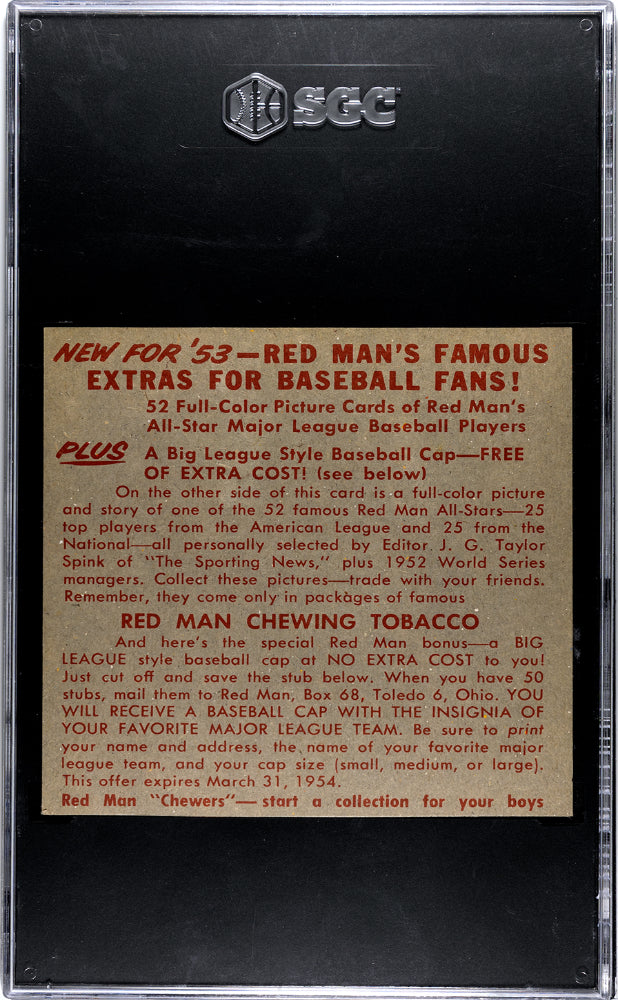 SGC
NEW FOR '53—RED MAN'S FAMOUS
EXTRAS FOR BASEBALL FANS!
52 Full-Color Picture Cards of Red Man's
All-Star Major League Baseball Players
PLUS A Big League Style Baseball Cap—FREE
OF EXTRA COST! (see below)
On the other side of this card is a full-color picture
and story of one of the 52 famous Red Man All-Stars—25
top players from the American League and 25 from the
National—all personally selected by Editor J. G. Taylor
Spink of "The Sporting News," plus 1952 World Series
managers. Collect these pictures—trade with your friends.
Remember, they come only in packages of famous
RED MAN CHEWING TOBACCO
And here's the special Red Man bonus—a BIG
LEAGUE style baseball cap at NO EXTRA COST to you!
Just cut off and save the stub below. When you have 50
stubs, mail them to Red Man, Box 68, Toledo 6, Ohio. YOU
WILL RECEIVE A BASEBALL CAP WITH THE INSIGNIA OF
YOUR FAVORITE MAJOR LEAGUE TEAM. Be sure to print
your name and address, the name of your favorite major
league team, and your cap size (small, medium, or large).
This offer expires March 31, 1954.
Red Man "Chewers"—start a collection for your boys